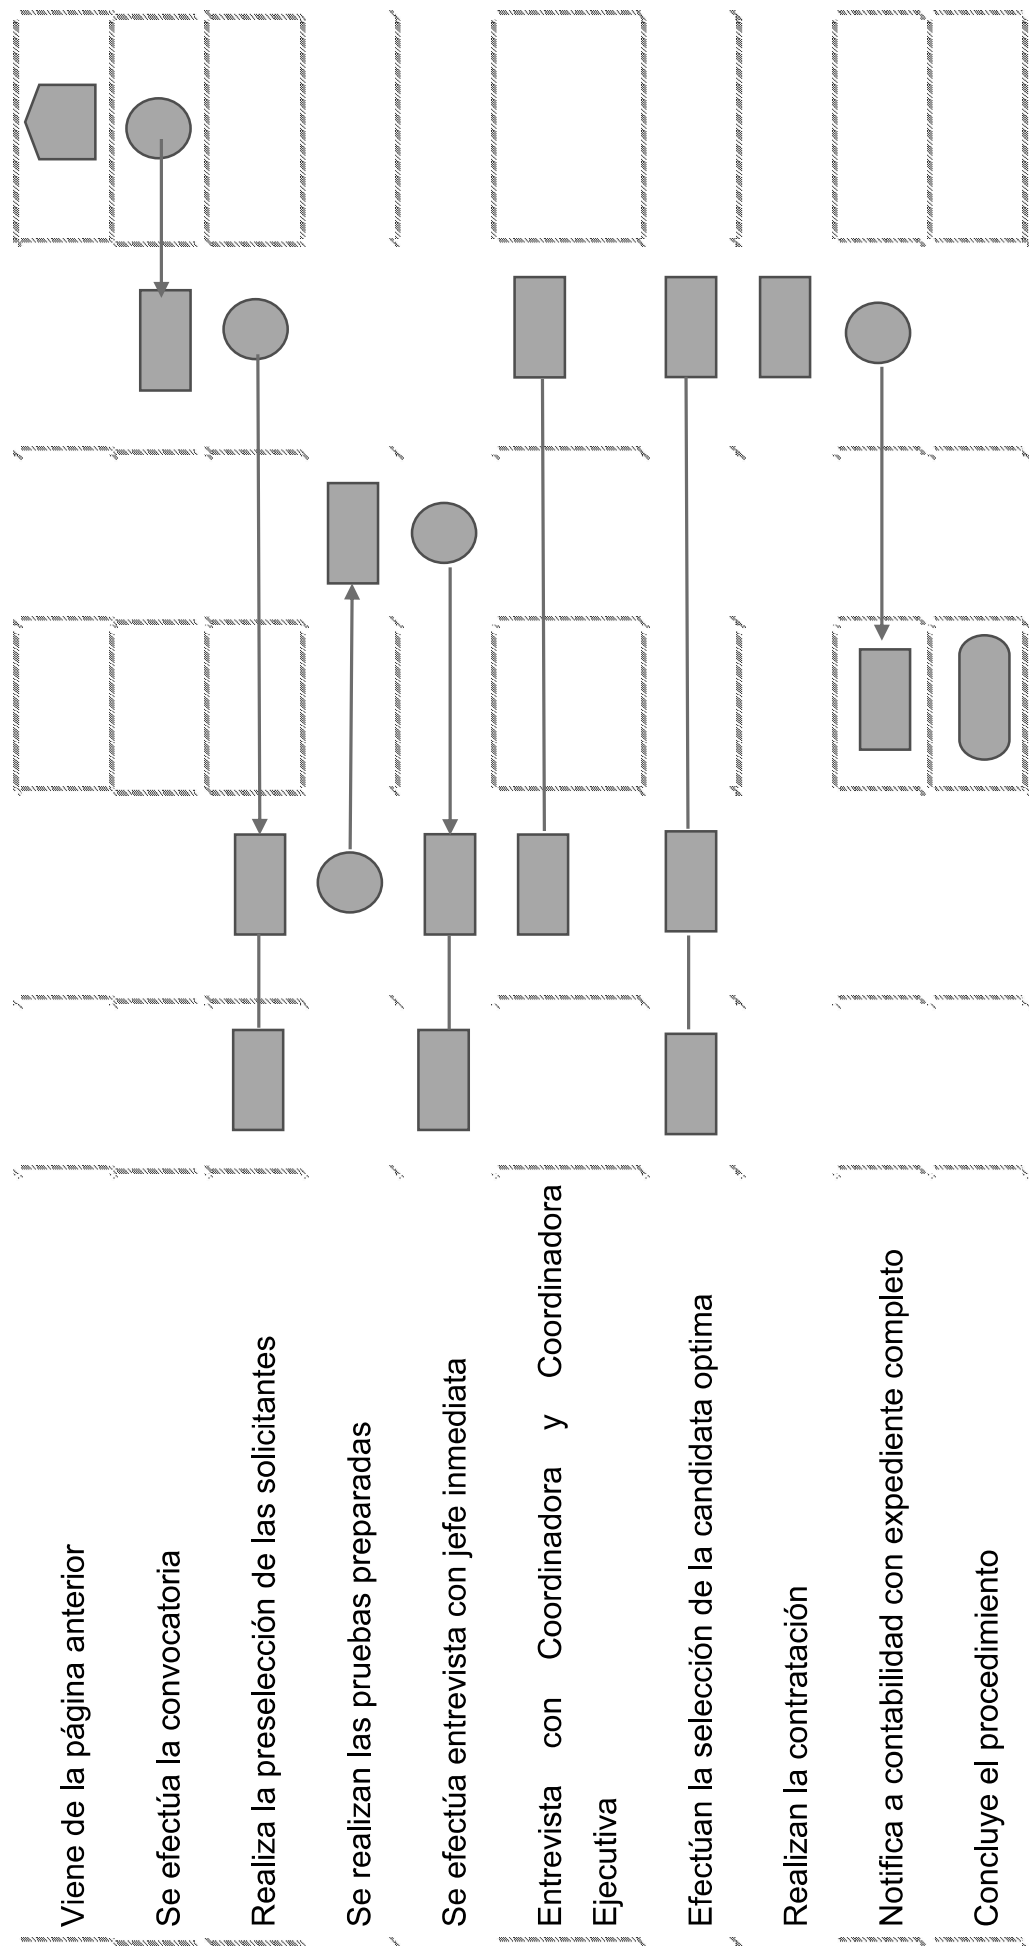 Viene de la página anterior
Se efectúa la convocatoria
Realiza la preselección de las solicitantes
Se realizan las pruebas preparadas
Se efectúa entrevista con jefe inmediata
Entrevista con Coordinadora y Coordinadora
Ejecutiva
Efectúan la selección de la candidata optima
Realizan la contratación
Notifica a contabilidad con expediente completo
Concluye el procedimiento